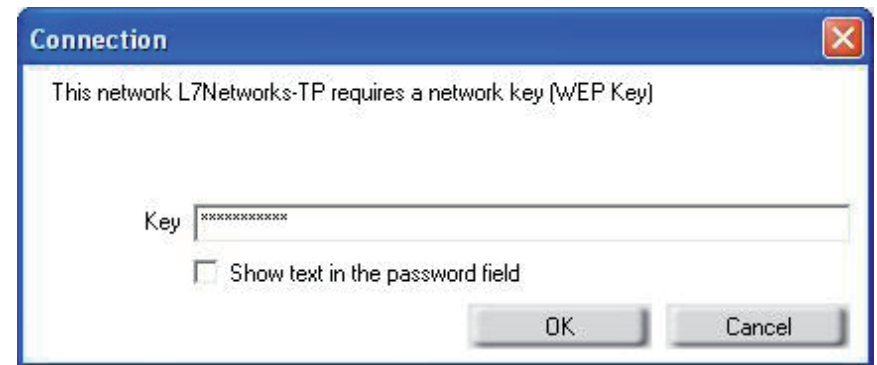 Connection
This network L7Networks-TP requires a network key (WEP Key)
Key ***********
Show text in the password field
OK Cancel